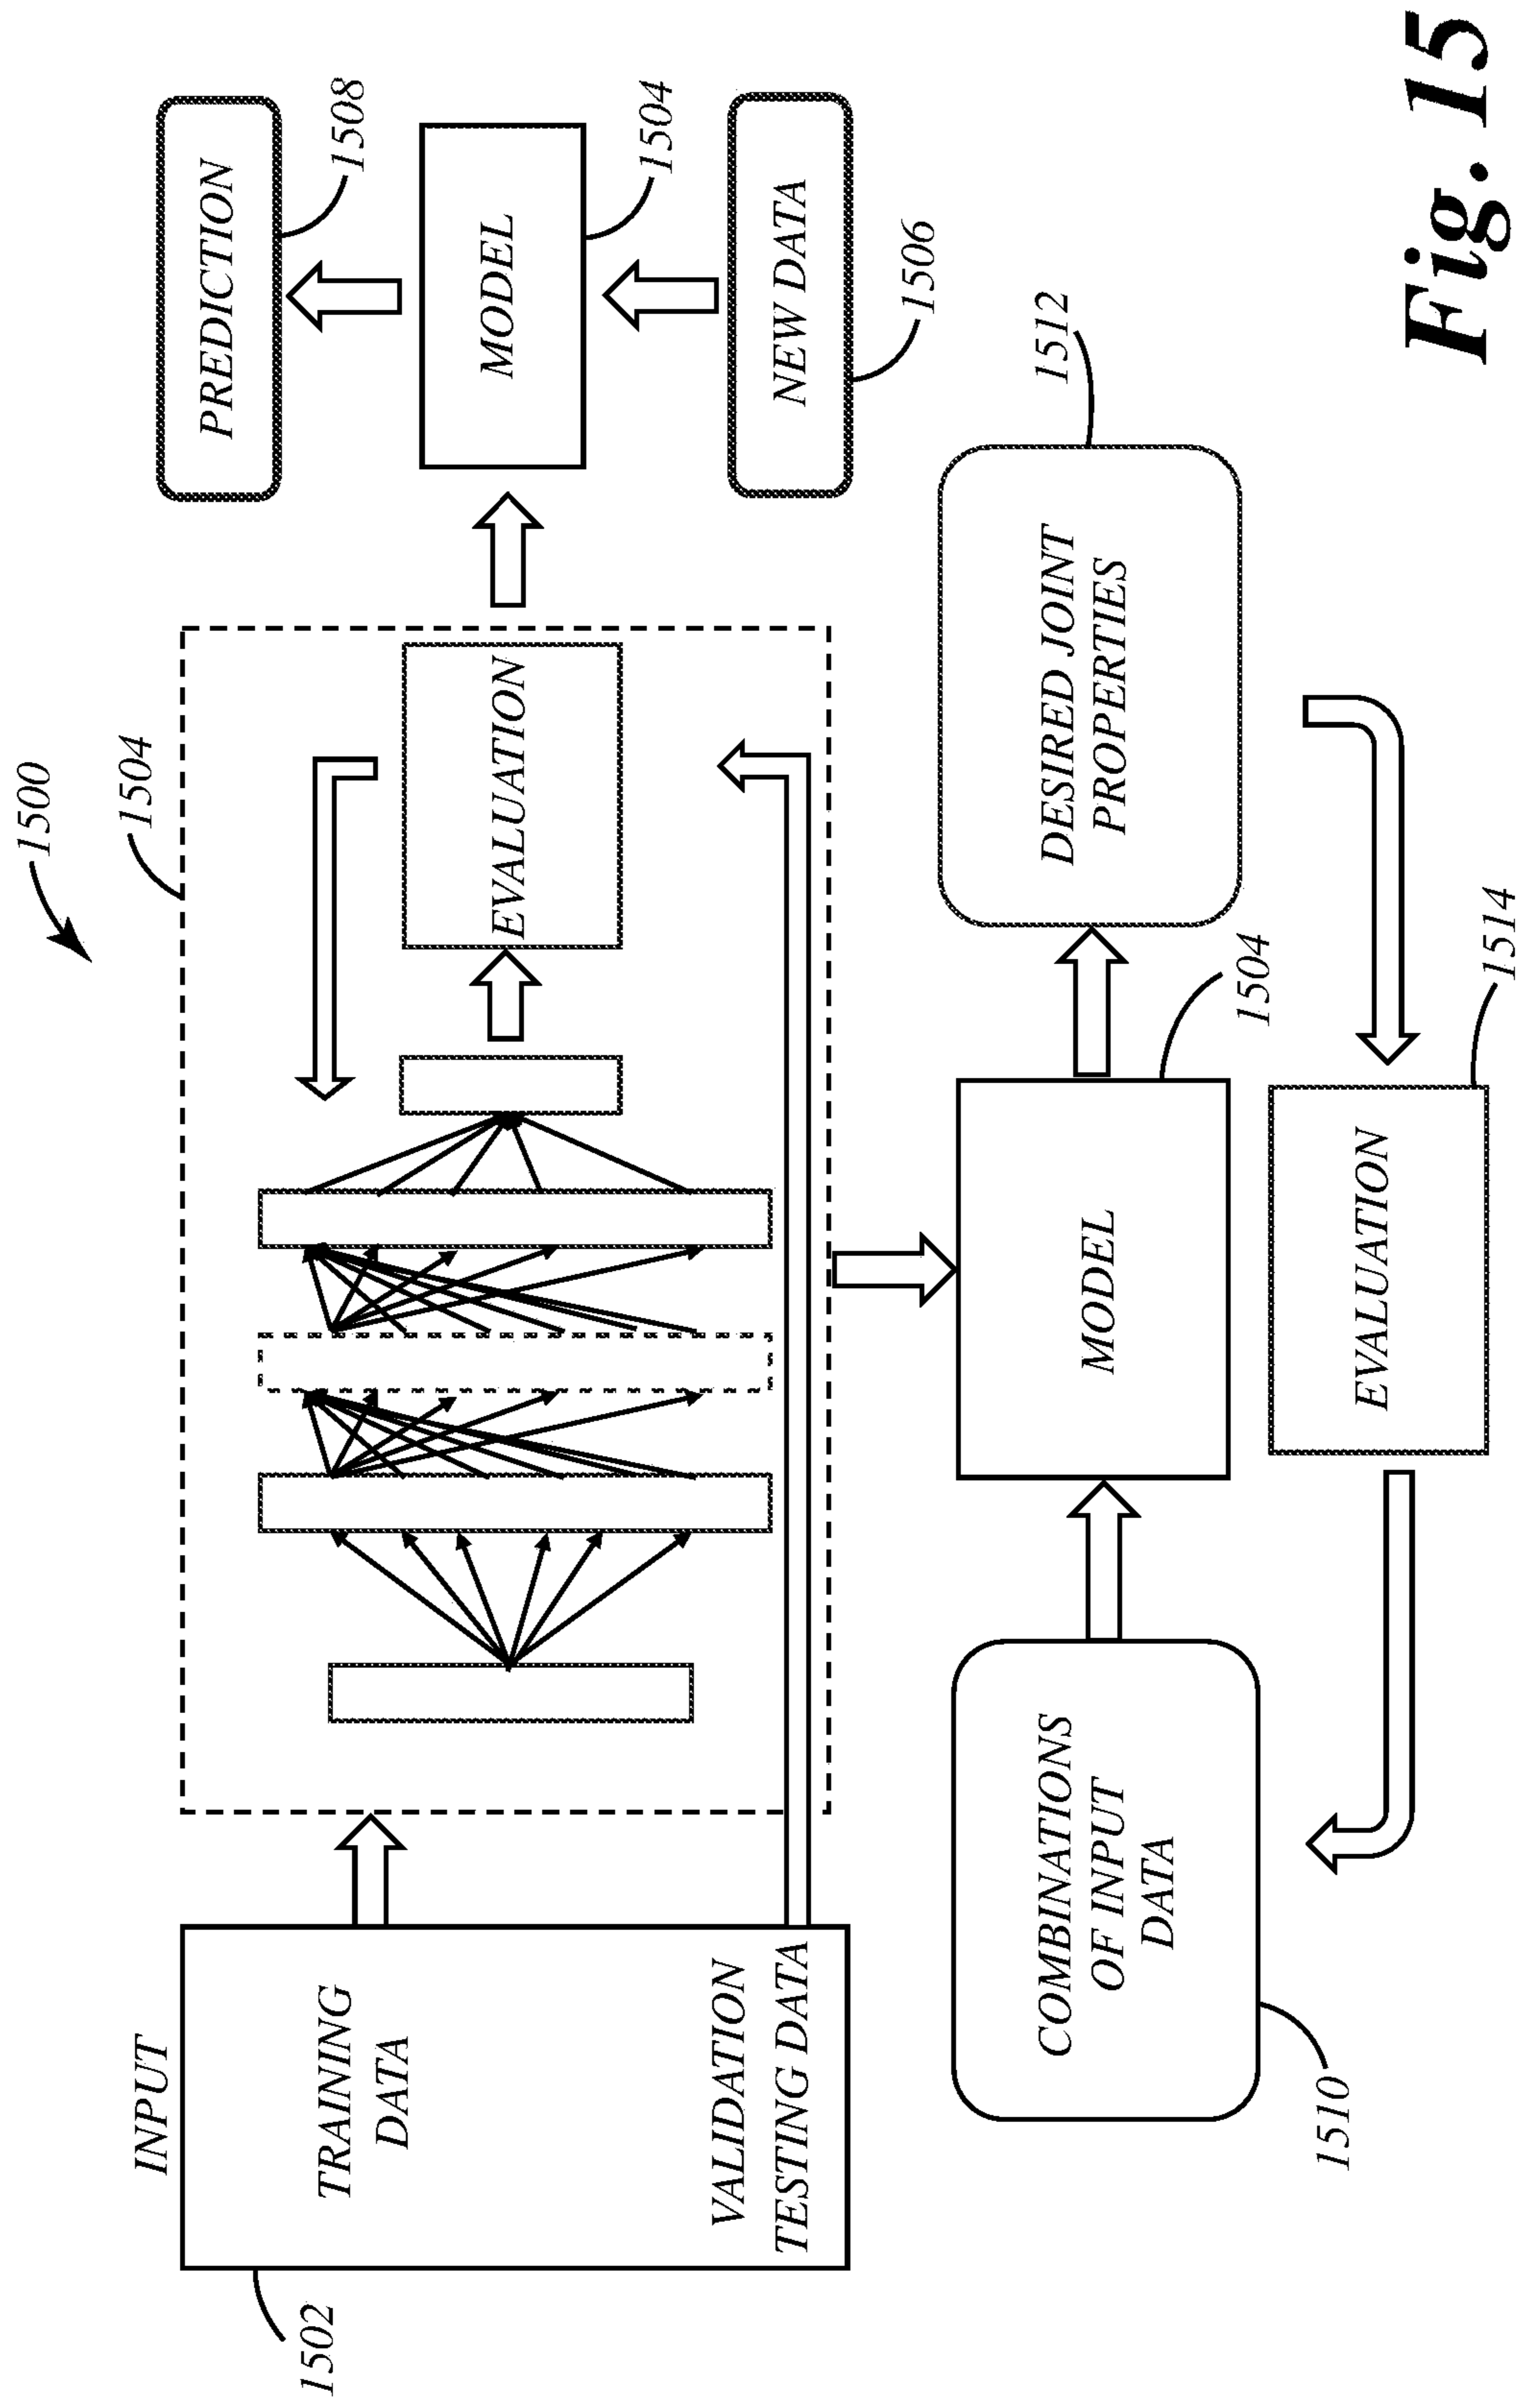 1500
1504
INPUT
1502
TRAINING
DATA
VALIDATION
TESTING DATA
EVALUATION
PREDICTION
1508
MODEL
1504
NEW DATA
1506
COMBINATIONS
OF INPUT
DATA
1510
MODEL
1504
DESIRED JOINT
PROPERTIES
1512
EVALUATION
1514
Fig. 15